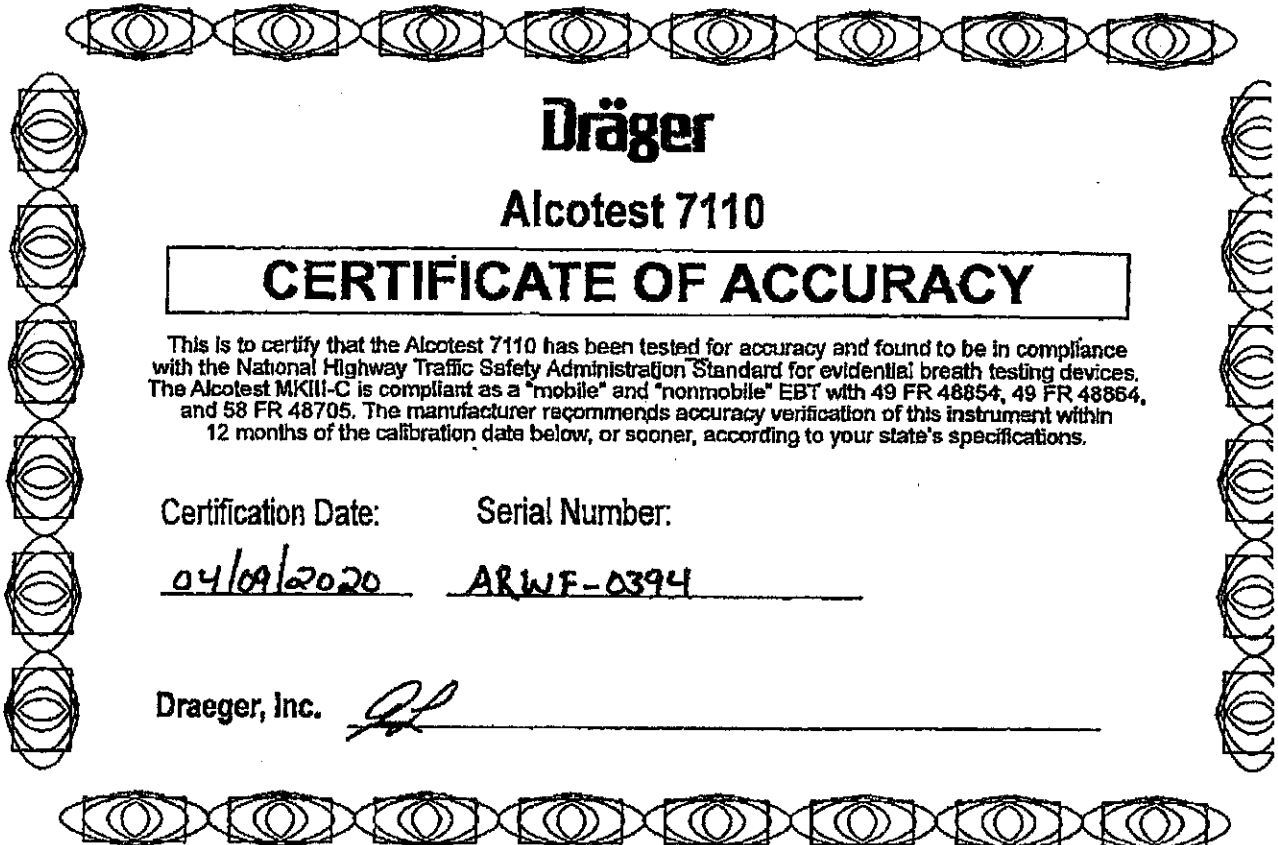 Dräger
Alcotest 7110
CERTIFICATE OF ACCURACY
This is to certify that the Alcotest 7110 has been tested for accuracy and found to be in compliance
with the National Highway Traffic Safety Administration Standard for evidential breath testing devices.
The Alcotest MKIII-C is compliant as a "mobile" and "nonmobile" EBT with 49 FR 48854, 49 FR 48864,
and 58 FR 48705. The manufacturer recommends accuracy verification of this instrument within
12 months of the calibration date below, or sooner, according to your state's specifications.
Certification Date: Serial Number:
04/09/2020 ARWF-0394
Draeger, Inc.